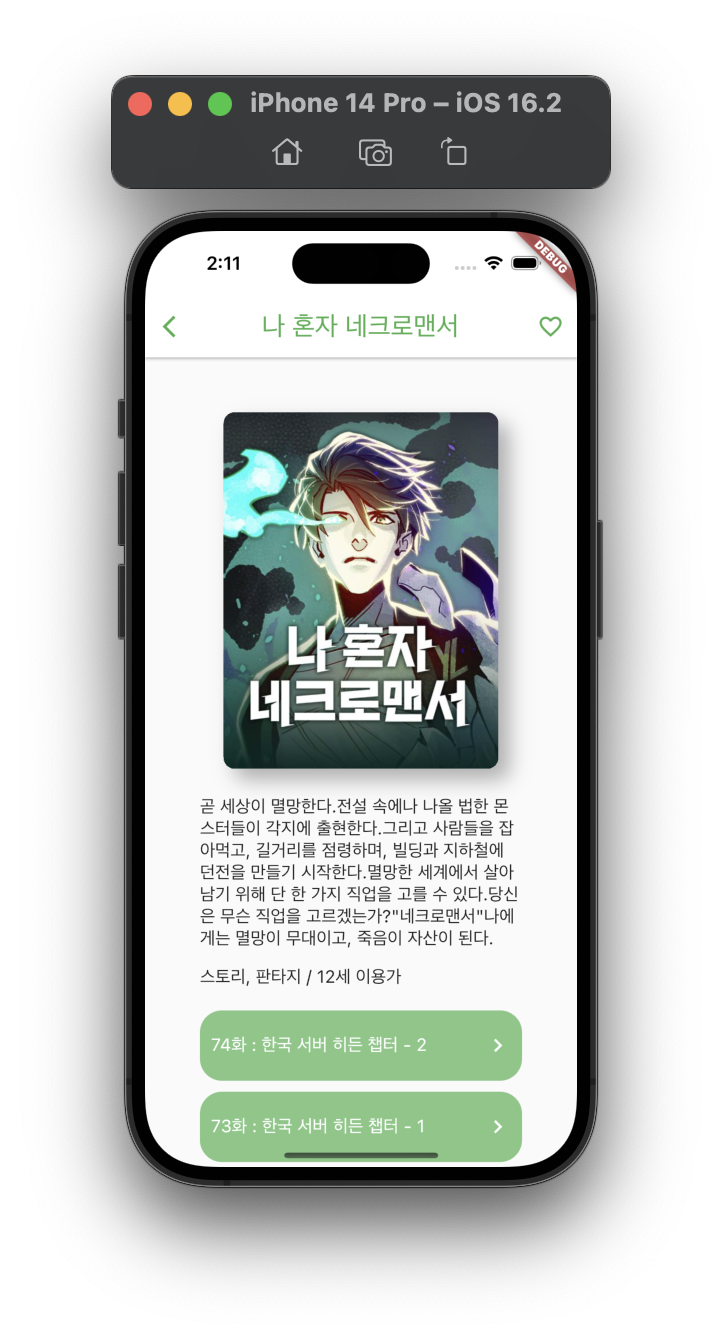 iPhone 14 Pro – iOS 16.2
2:11
DEBUG
나 혼자 네크로맨서
나 혼자
네크로맨서
YL
곧 세상이 멸망한다.전설 속에나 나올 법한 몬
스터들이 각지에 출현한다.그리고 사람들을 잡
아먹고, 길거리를 점령하며, 빌딩과 지하철에
던전을 만들기 시작한다.멸망한 세계에서 살아
남기 위해 단 한 가지 직업을 고를 수 있다.당신
은 무슨 직업을 고르겠는가?"네크로맨서"나에
게는 멸망이 무대이고, 죽음이 자산이 된다.
스토리, 판타지 / 12세 이용가
74화 : 한국 서버 히든 챕터 - 2
73화 : 한국 서버 히든 챕터 - 1